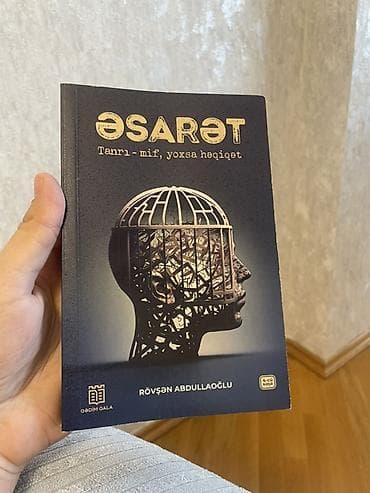 ƏSARƏT
Tanrı - mif, yoxsa həqiqət
RÖVŞƏN ABDULLAOĞLU
QƏDİM QALA